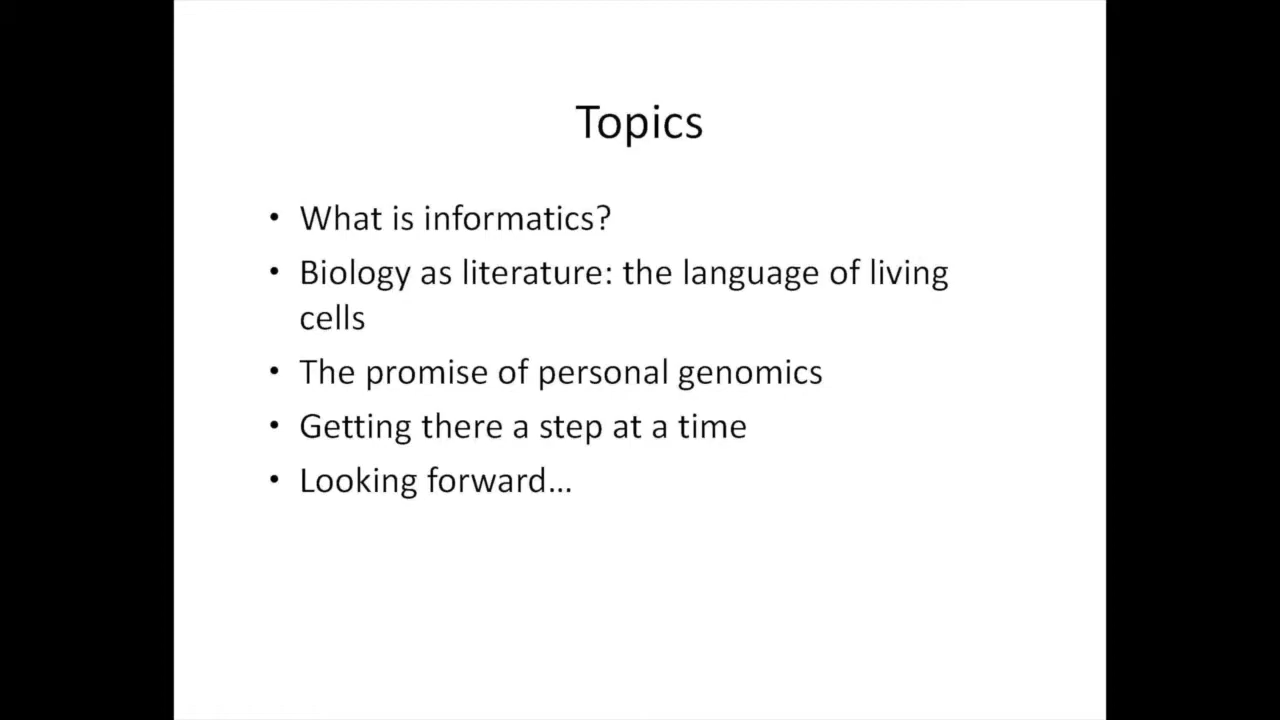 Topics
• What is informatics?
• Biology as literature: the language of living
cells
• The promise of personal genomics
• Getting there a step at a time
• Looking forward…